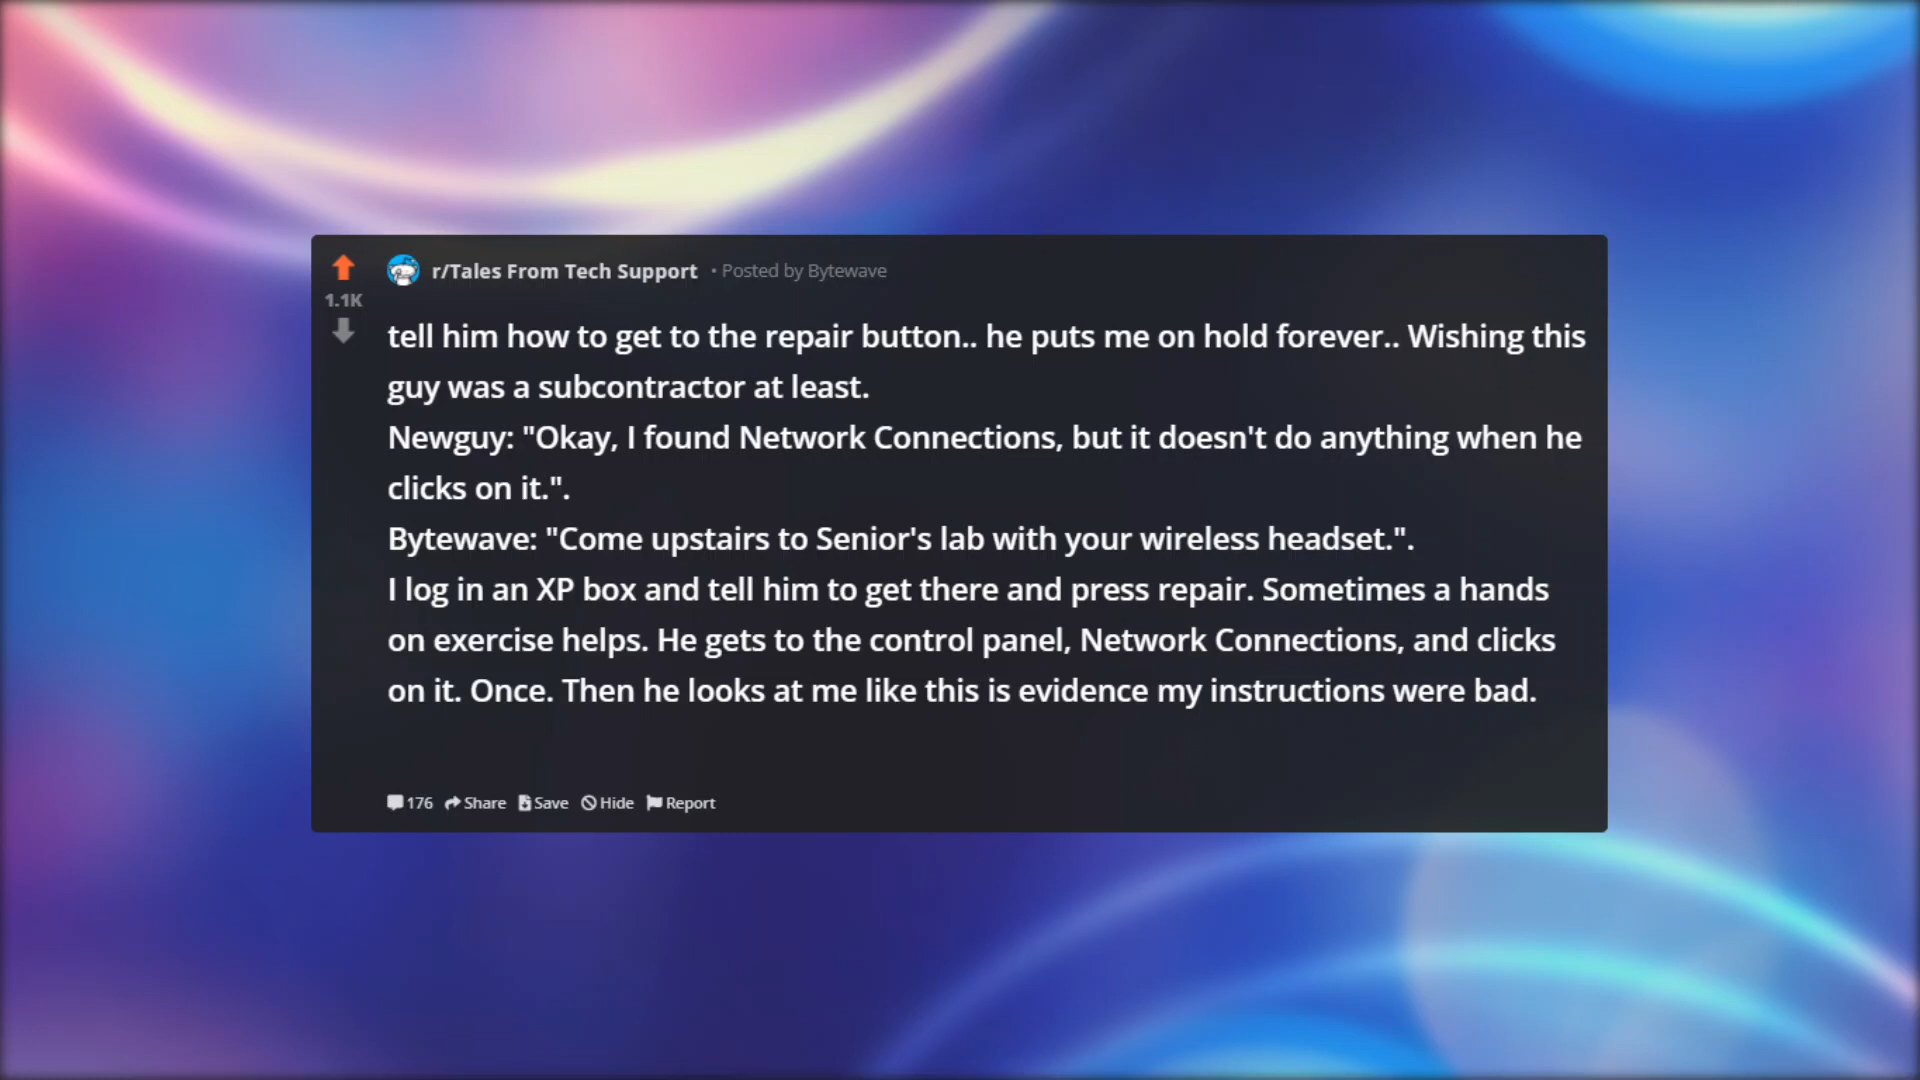 r/Tales From Tech Support • Posted by Bytewave
1.1K
tell him how to get to the repair button.. he puts me on hold forever.. Wishing this
guy was a subcontractor at least.
Newguy: "Okay, I found Network Connections, but it doesn't do anything when he
clicks on it.".
Bytewave: "Come upstairs to Senior's lab with your wireless headset.".
I log in an XP box and tell him to get there and press repair. Sometimes a hands
on exercise helps. He gets to the control panel, Network Connections, and clicks
on it. Once. Then he looks at me like this is evidence my instructions were bad.
176 Share Save Hide Report